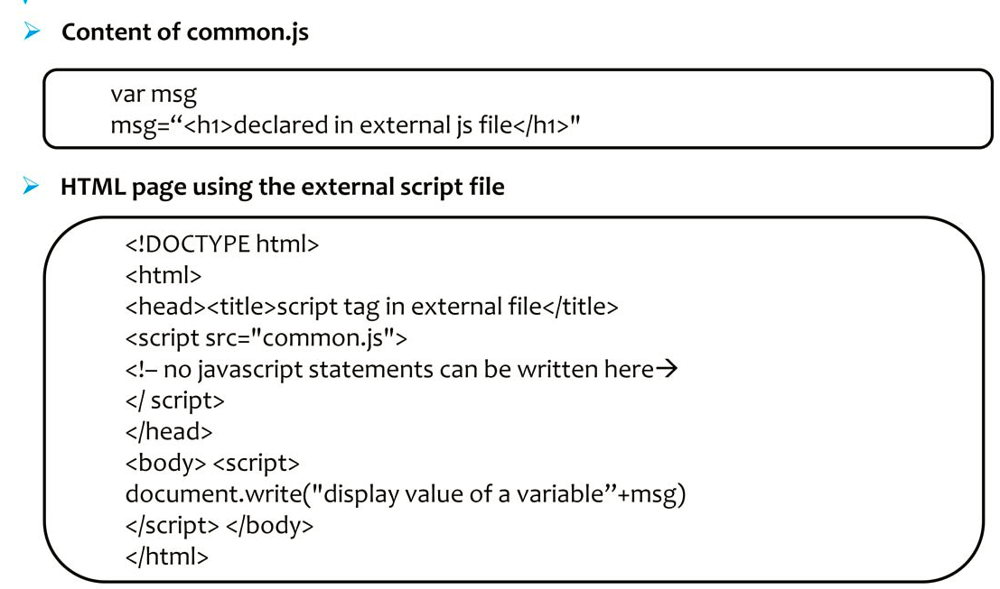 Content of common.js
var msg
msg=“<h1>declared in external js file</h1>"
HTML page using the external script file
<!DOCTYPE html>
<html>
<head><title>script tag in external file</title>
<script src="common.js">
<!– no javascript statements can be written here→
</ script>
</head>
<body> <script>
document.write("display value of a variable”+msg)
</script> </body>
</html>